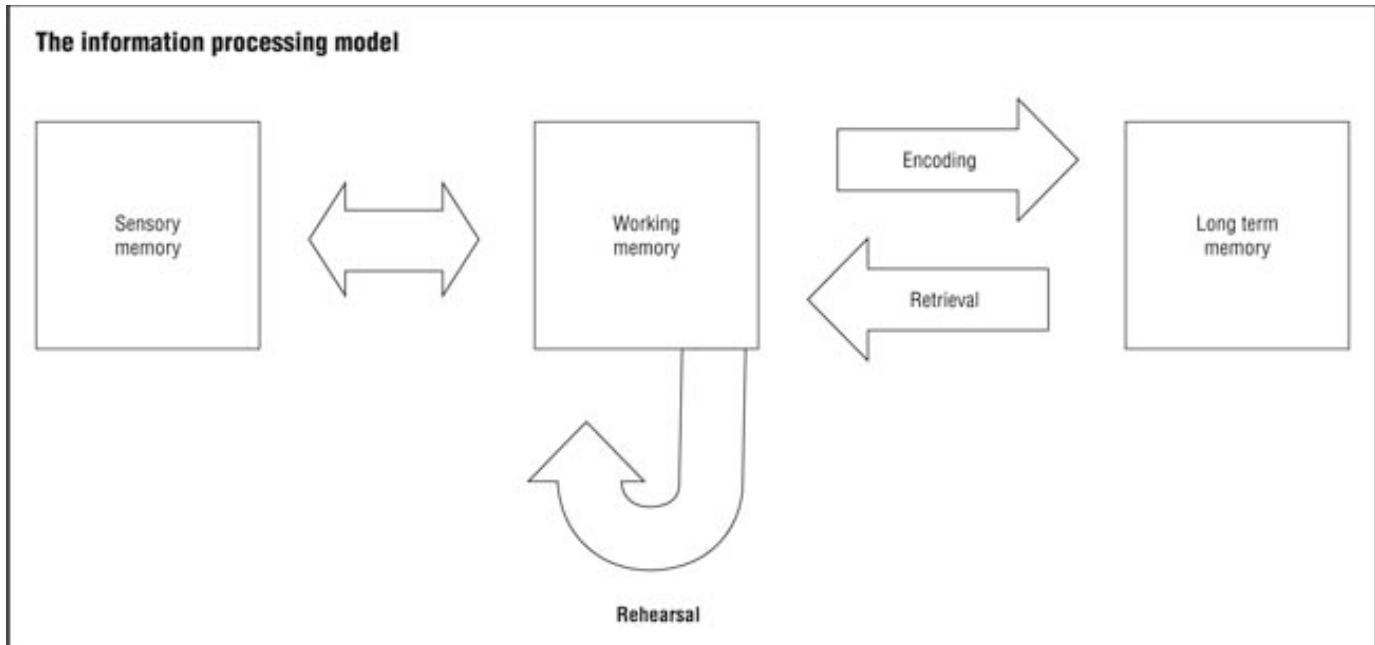 The information processing model
Sensory
memory
Working
memory
Encoding
Retrieval
Long term
memory
Rehearsal